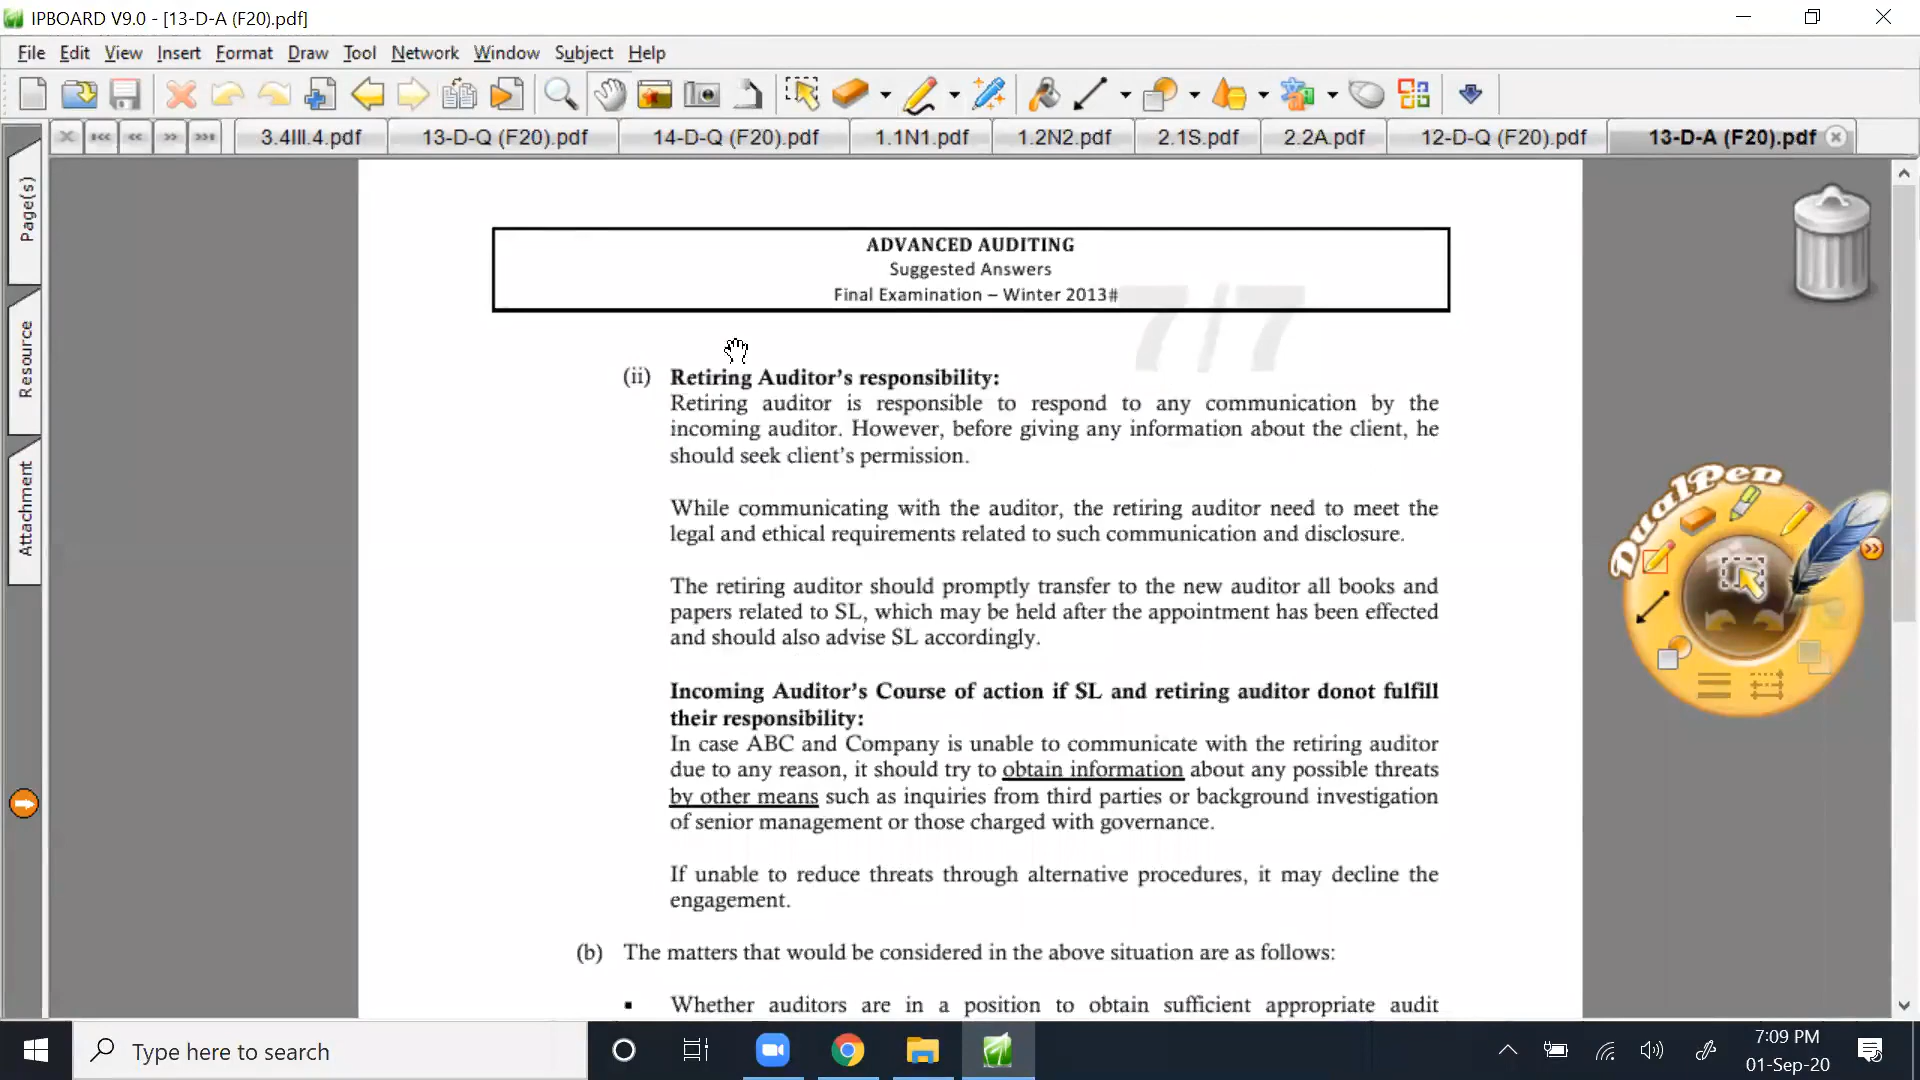 IPBOARD V9.0 - [13-D-A (F20).pdf]
File Edit View Insert Format Draw Tool Network Window Subject Help
3.4III.4.pdf 13-D-Q (F20).pdf 14-D-Q (F20).pdf 1.1N1.pdf 1.2N2.pdf 2.1S.pdf 2.2A.pdf 12-D-Q (F20).pdf 13-D-A (F20).pdf
Page(s)
Resource
Attachment
ADVANCED AUDITING
Suggested Answers
Final Examination – Winter 2013#
7/7
(ii) Retiring Auditor's responsibility:
Retiring auditor is responsible to respond to any communication by the
incoming auditor. However, before giving any information about the client, he
should seek client's permission.
While communicating with the auditor, the retiring auditor need to meet the
legal and ethical requirements related to such communication and disclosure.
The retiring auditor should promptly transfer to the new auditor all books and
papers related to SL, which may be held after the appointment has been effected
and should also advise SL accordingly.
Incoming Auditor's Course of action if SL and retiring auditor donot fulfill
their responsibility:
In case ABC and Company is unable to communicate with the retiring auditor
due to any reason, it should try to obtain information about any possible threats
by other means such as inquiries from third parties or background investigation
of senior management or those charged with governance.
If unable to reduce threats through alternative procedures, it may decline the
engagement.
(b) The matters that would be considered in the above situation are as follows:
▪ Whether auditors are in a position to obtain sufficient appropriate audit
DualPen
Type here to search
7:09 PM
01-Sep-20